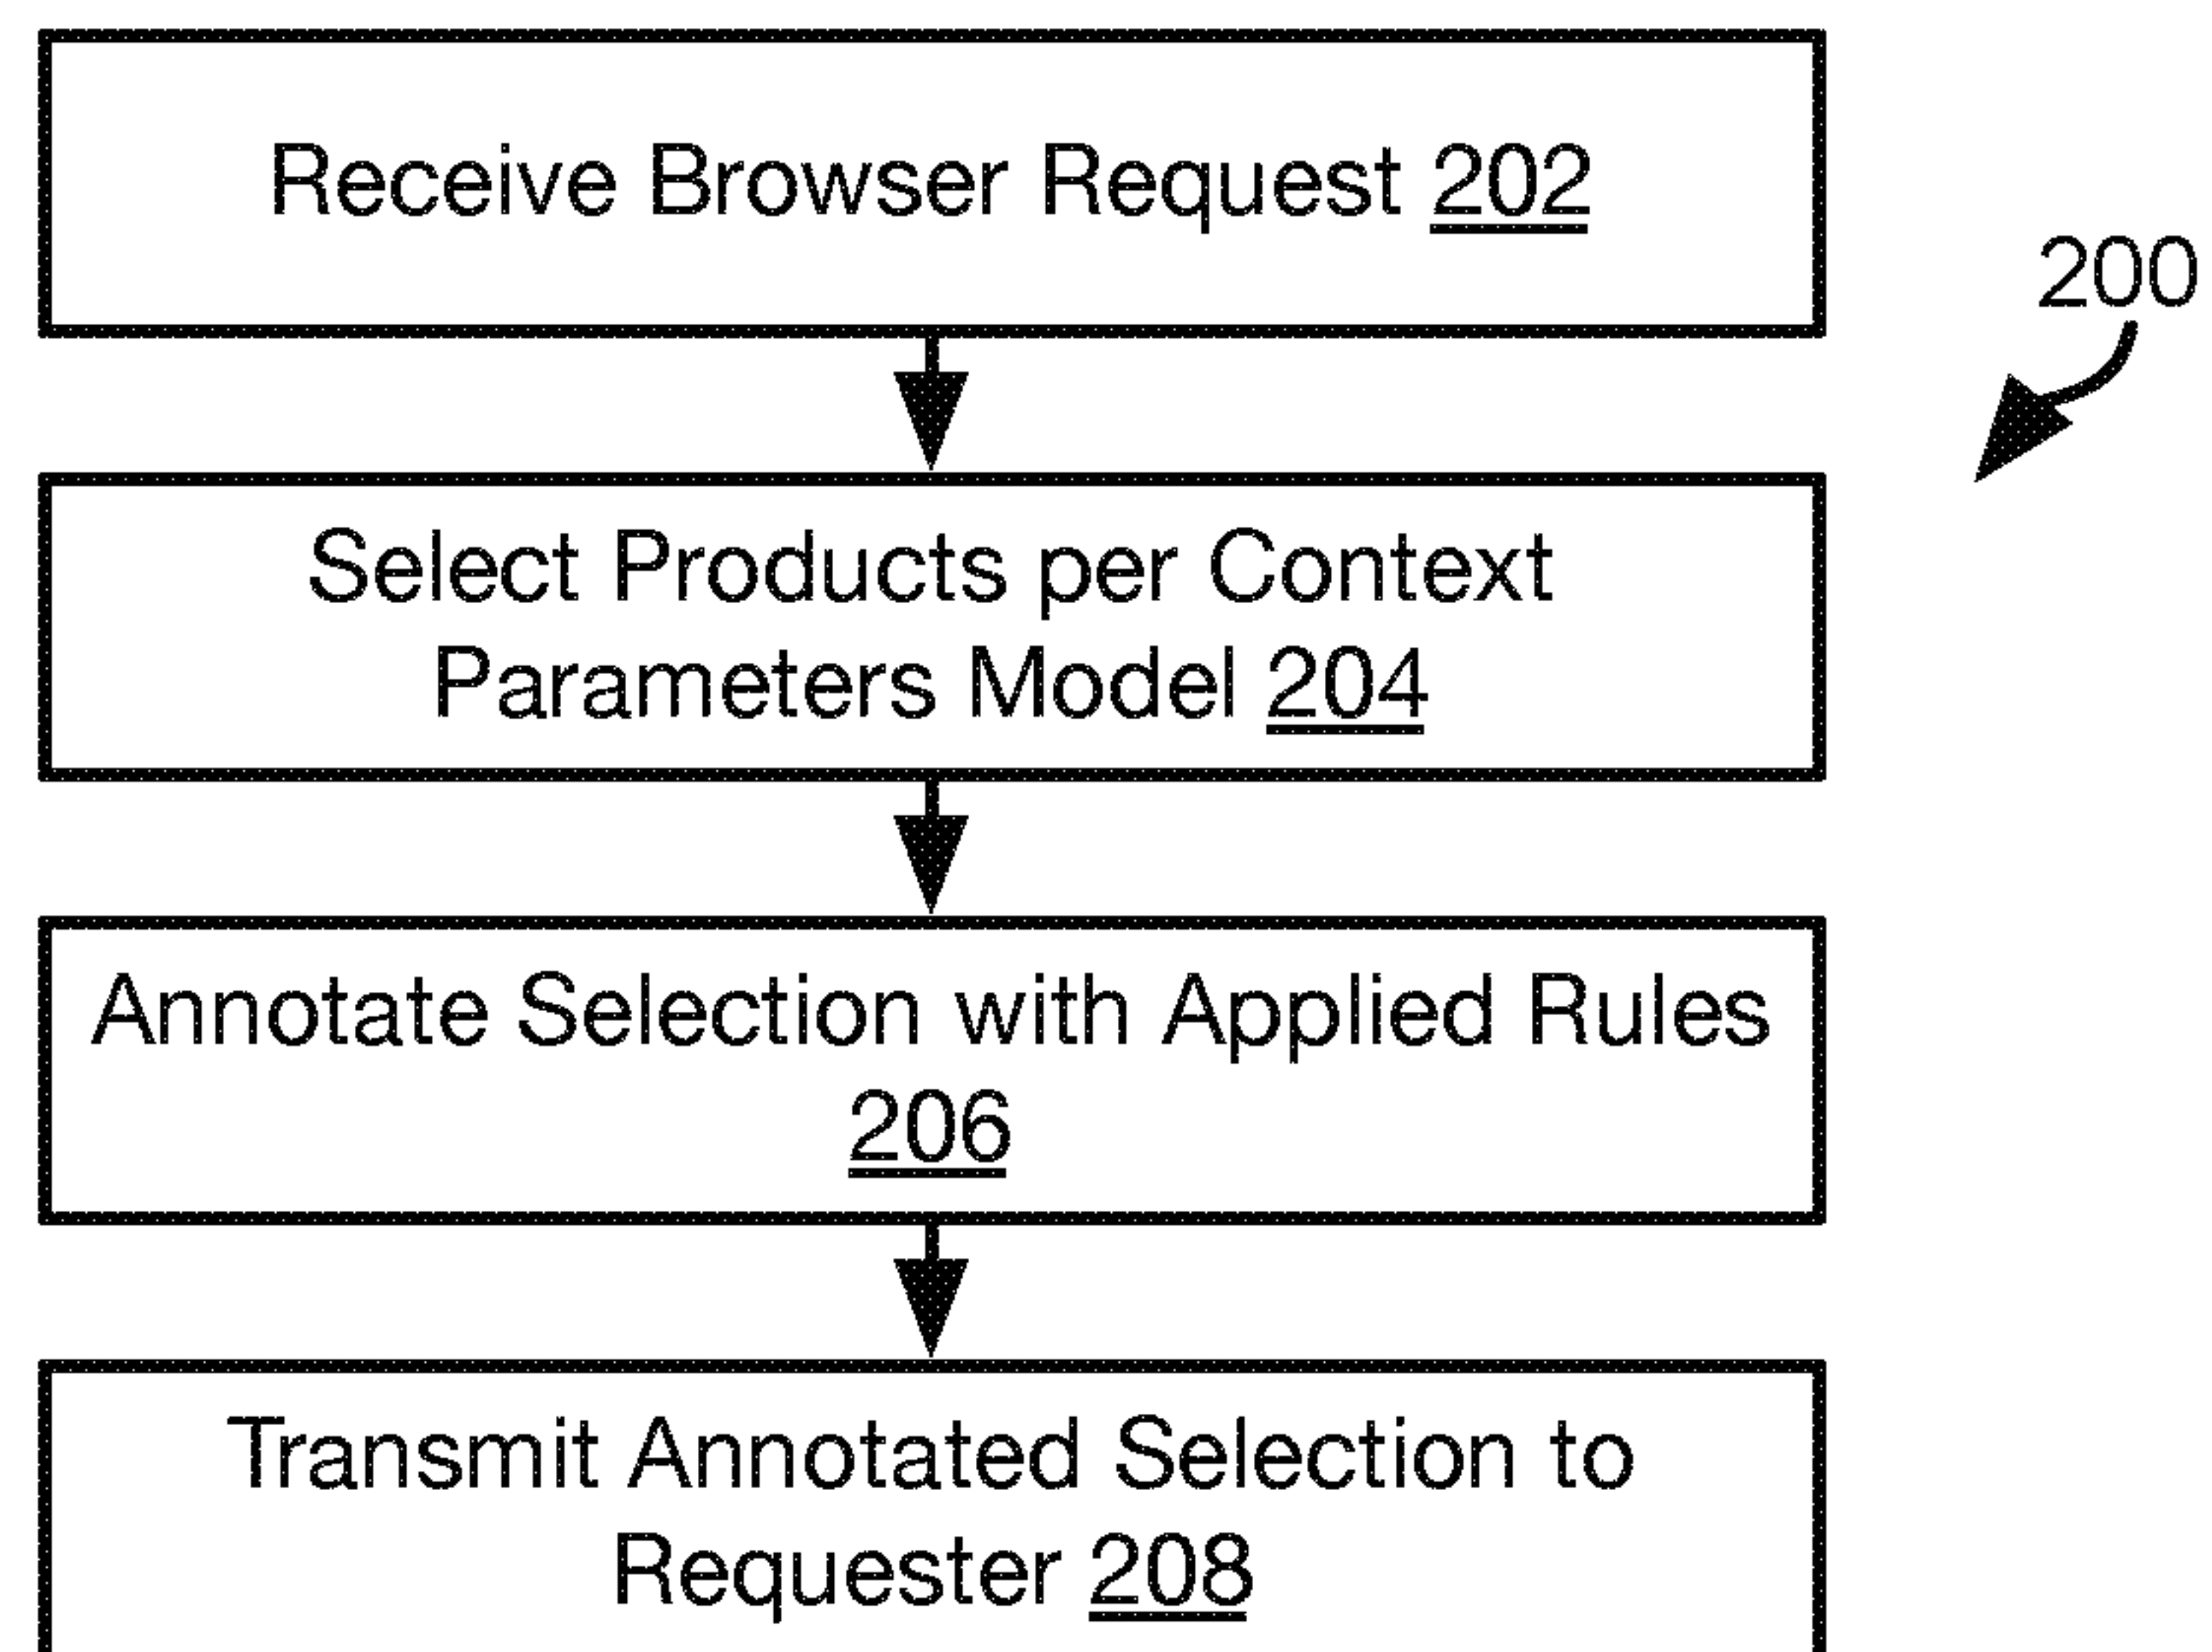 Receive Browser Request 202
200
Select Products per Context
Parameters Model 204
Annotate Selection with Applied Rules
206
Transmit Annotated Selection to
Requester 208